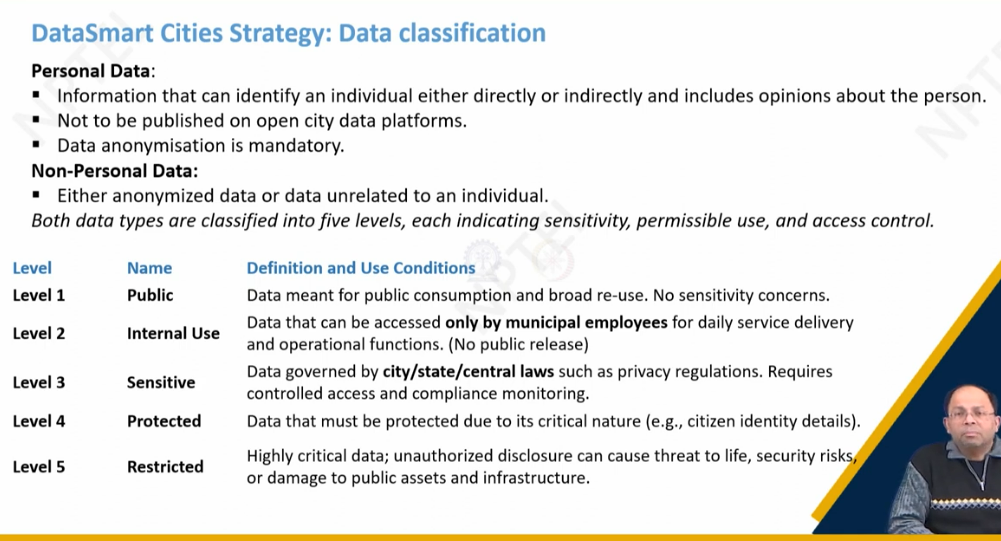 DataSmart Cities Strategy: Data classification
Personal Data:
▪ Information that can identify an individual either directly or indirectly and includes opinions about the person.
▪ Not to be published on open city data platforms.
▪ Data anonymisation is mandatory.
Non-Personal Data:
▪ Either anonymized data or data unrelated to an individual.
Both data types are classified into five levels, each indicating sensitivity, permissible use, and access control.
Level Name Definition and Use Conditions
Level 1 Public Data meant for public consumption and broad re-use. No sensitivity concerns.
Level 2 Internal Use Data that can be accessed only by municipal employees for daily service delivery
and operational functions. (No public release)
Level 3 Sensitive Data governed by city/state/central laws such as privacy regulations. Requires
controlled access and compliance monitoring.
Level 4 Protected Data that must be protected due to its critical nature (e.g., citizen identity details).
Level 5 Restricted Highly critical data; unauthorized disclosure can cause threat to life, security risks,
or damage to public assets and infrastructure.
NPTEL
NPTEL
NPTEL